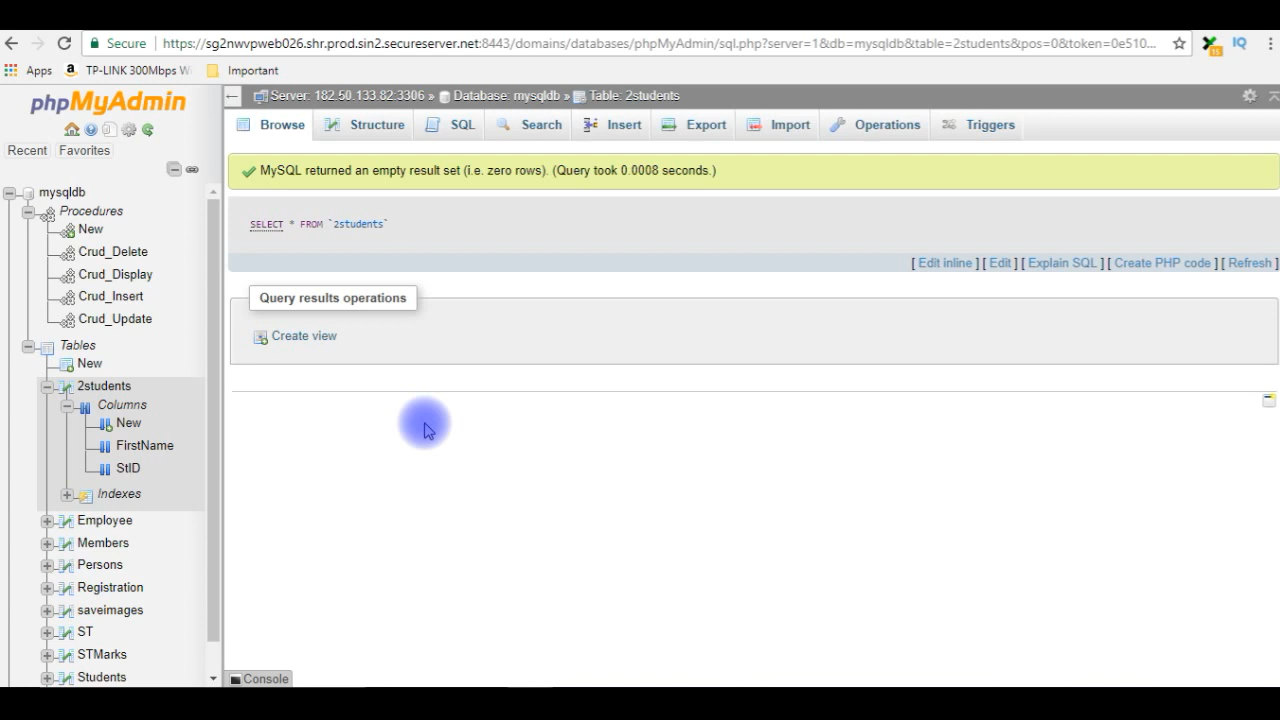 Secure https://sg2nwvpweb026.shr.prod.sin2.secureserver.net:8443/domains/databases/phpMyAdmin/sql.php?server=1&db=mysqldb&table=2students&pos=0&token=0e510...
15
IQ
Apps
a TP-LINK 300Mbps W
Important
phpMyAdmin
Server: 182.50.133.82:3306 » Database: mysqldb » Table: 2students
Browse Structure SQL Search Insert Export Import Operations Triggers
Recent Favorites
MySQL returned an empty result set (i.e. zero rows). (Query took 0.0008 seconds.)
SELECT * FROM `2students`
[ Edit inline ] [ Edit ] [ Explain SQL ] [ Create PHP code ] [ Refresh ]
Query results operations
Create view
mysqldb
Procedures
New
Crud_Delete
Crud_Display
Crud_Insert
Crud_Update
Tables
New
2students
Columns
New
FirstName
StID
Indexes
Employee
Members
Persons
Registration
saveimages
ST
STMarks
Students
Console